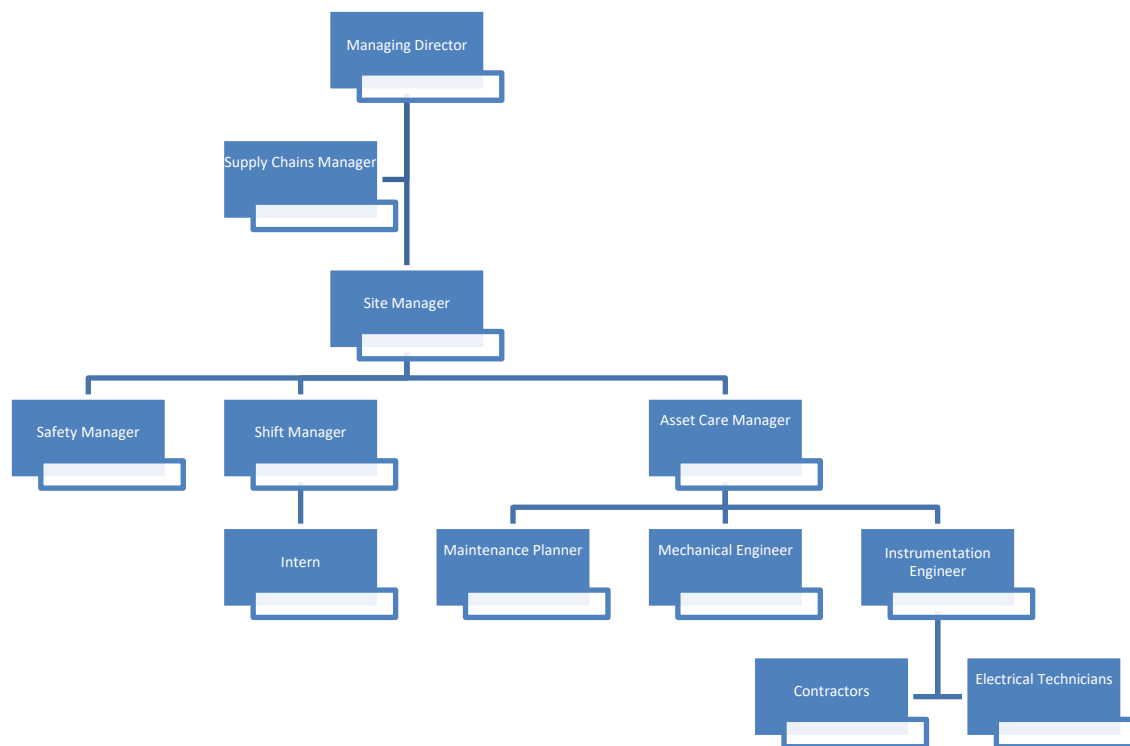 Managing Director
Supply Chains Manager
Site Manager
Safety Manager
Shift Manager
Asset Care Manager
Intern
Maintenance Planner
Mechanical Engineer
Instrumentation
Engineer
Contractors
Electrical Technicians